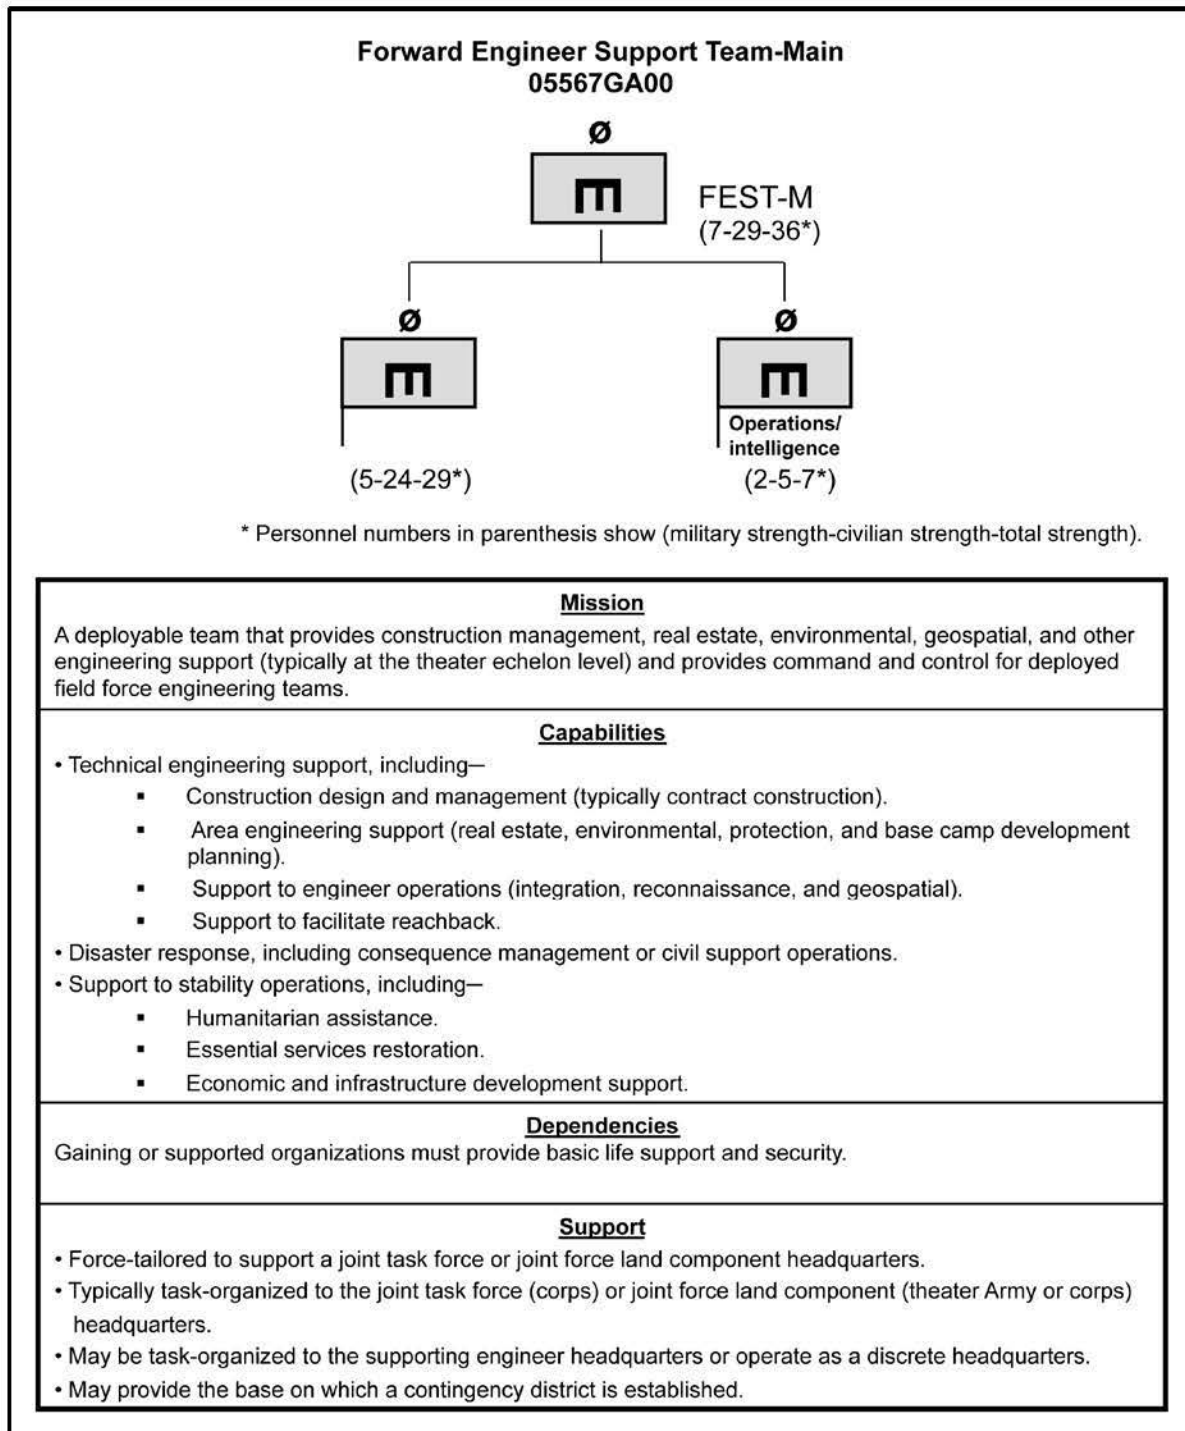 Forward Engineer Support Team-Main
05567GA00
Ø
E
FEST-M
(7-29-36*)
Ø
Ø
E
E
Operations/
intelligence
(5-24-29*)
(2-5-7*)
* Personnel numbers in parenthesis show (military strength-civilian strength-total strength).
Mission
A deployable team that provides construction management, real estate, environmental, geospatial, and other
engineering support (typically at the theater echelon level) and provides command and control for deployed
field force engineering teams.
Capabilities
• Technical engineering support, including—
▪ Construction design and management (typically contract construction).
▪ Area engineering support (real estate, environmental, protection, and base camp development
planning).
▪ Support to engineer operations (integration, reconnaissance, and geospatial).
▪ Support to facilitate reachback.
• Disaster response, including consequence management or civil support operations.
• Support to stability operations, including—
▪ Humanitarian assistance.
▪ Essential services restoration.
▪ Economic and infrastructure development support.
Dependencies
Gaining or supported organizations must provide basic life support and security.
Support
• Force-tailored to support a joint task force or joint force land component headquarters.
• Typically task-organized to the joint task force (corps) or joint force land component (theater Army or corps)
headquarters.
• May be task-organized to the supporting engineer headquarters or operate as a discrete headquarters.
• May provide the base on which a contingency district is established.